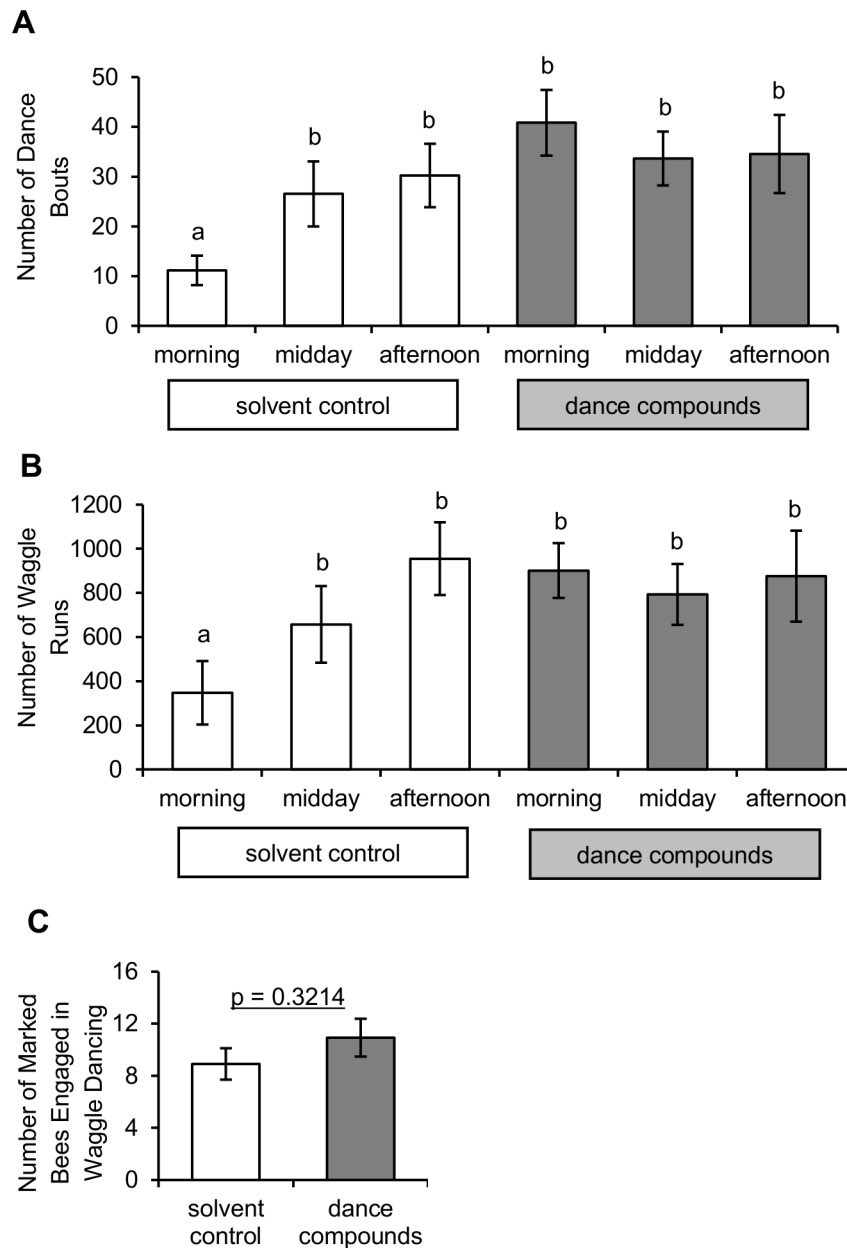 A
Number of Dance
Bouts
50
40
30
20
10
0
a
b
b
b
b
b
morning midday afternoon morning midday afternoon
solvent control dance compounds
B
Number of Waggle
Runs
1200
1000
800
600
400
200
0
a
b
b
b
b
b
morning midday afternoon morning midday afternoon
solvent control dance compounds
C
Number of Marked
Bees Engaged in
Waggle Dancing
16
12
8
4
0
p = 0.3214
solvent dance
control compounds